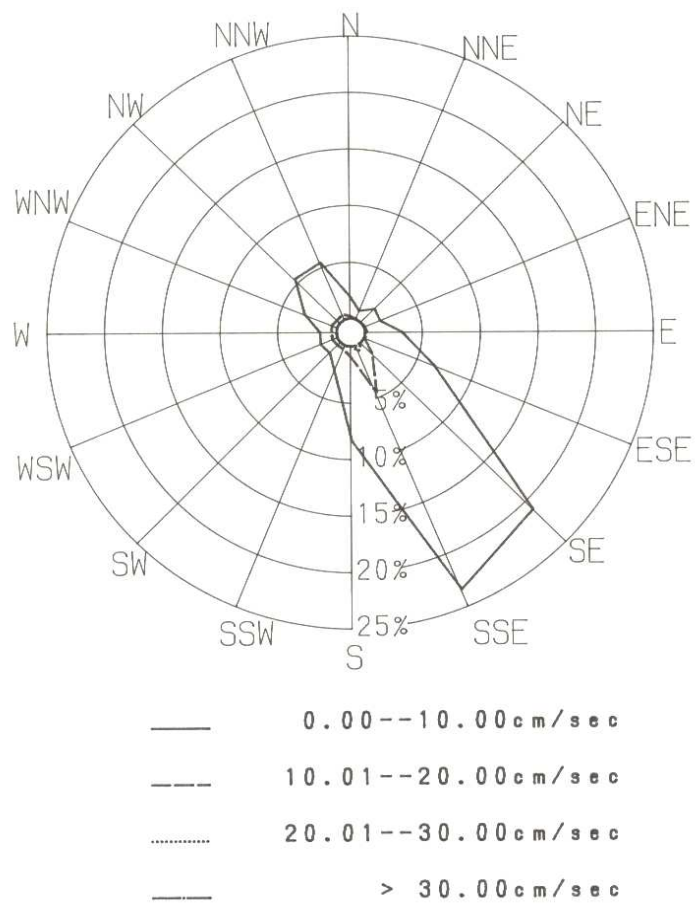 N
NNW
NNE
NW
NE
WNW
ENE
W
E
5%
WSW
ESE
10%
15%
SW
SE
20%
SSW
SSE
25%
S
0.00--10.00cm/sec
10.01--20.00cm/sec
20.01--30.00cm/sec
> 30.00cm/sec